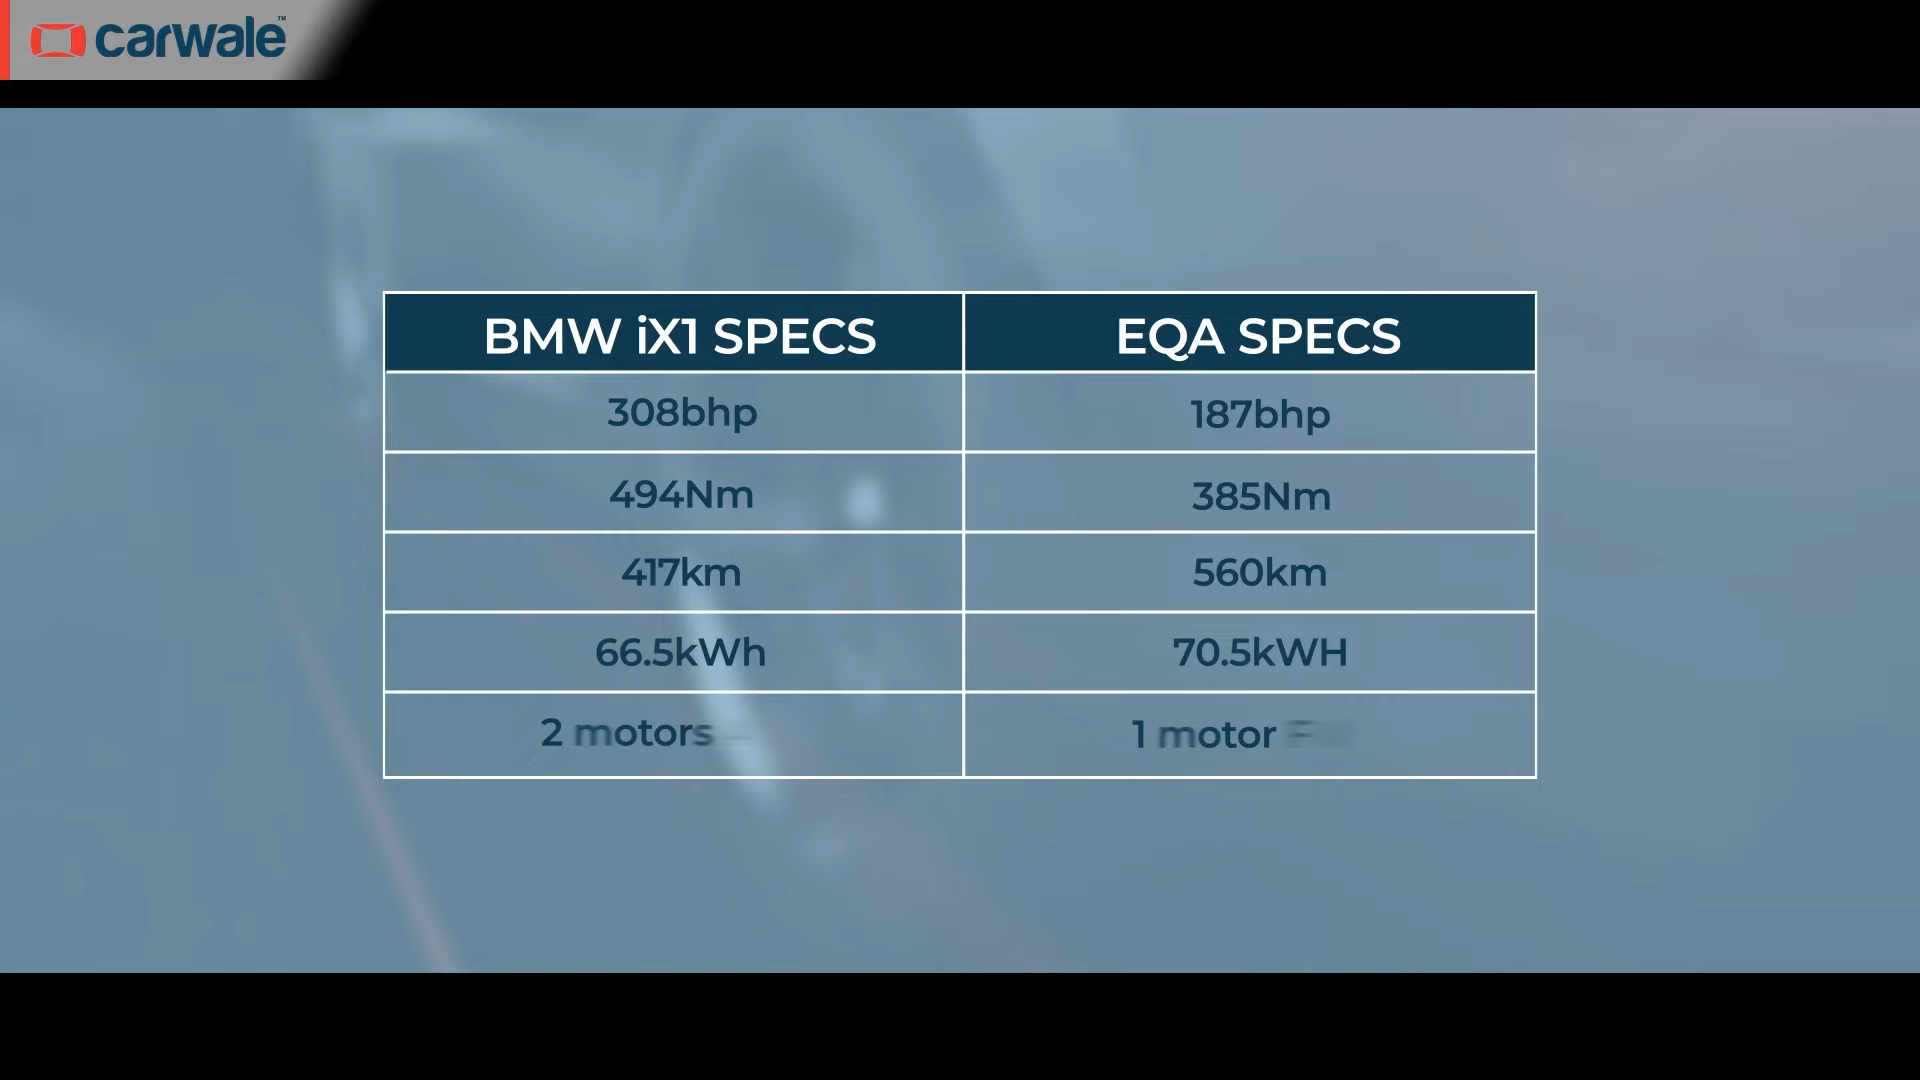 carwale™
BMW iX1 SPECS
EQA SPECS
308bhp
187bhp
494Nm
385Nm
417km
560km
66.5kWh
70.5kWH
2 motors
1 motor